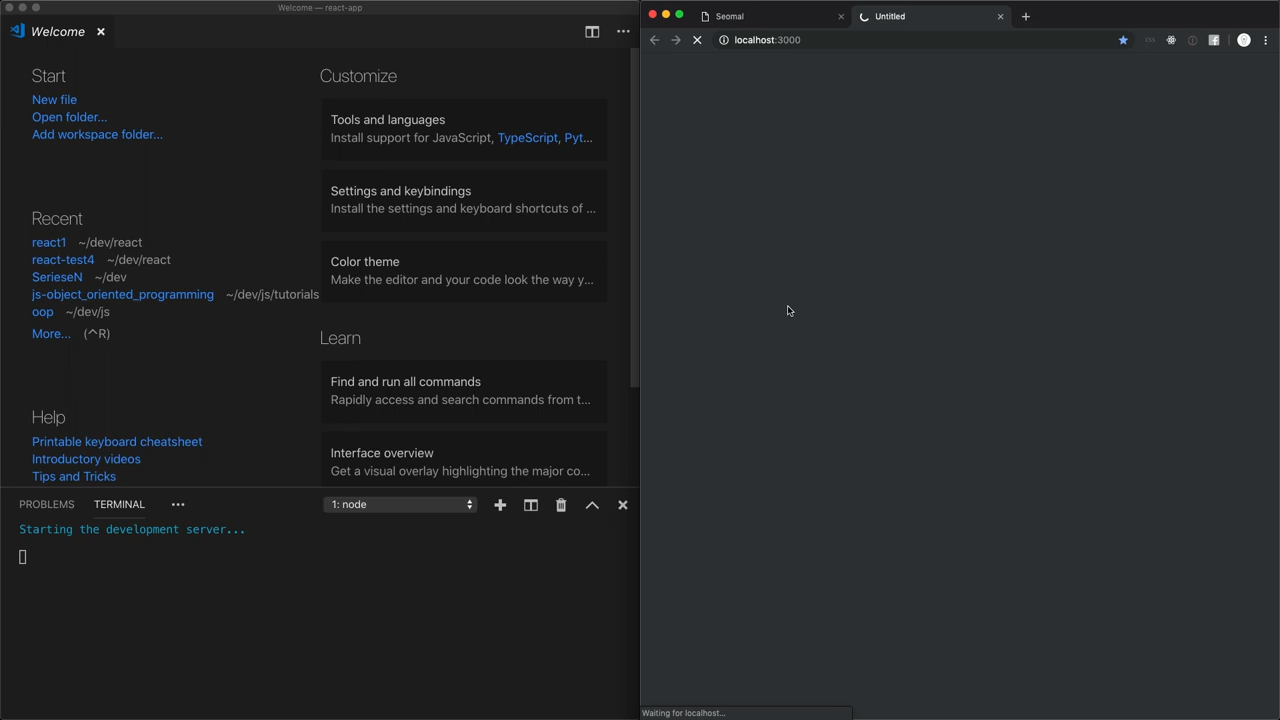 Welcome — react-app
Welcome
Start
New file
Open folder...
Add workspace folder...
Recent
react1 ~/dev/react
react-test4 ~/dev/react
SerieseN ~/dev
js-object_oriented_programming ~/dev/js/tutorials
oop ~/dev/js
More... (^R)
Help
Printable keyboard cheatsheet
Introductory videos
Tips and Tricks
Customize
Tools and languages
Install support for JavaScript, TypeScript, Pyt...
Settings and keybindings
Install the settings and keyboard shortcuts of ...
Color theme
Make the editor and your code look the way y...
Learn
Find and run all commands
Rapidly access and search commands from t...
Interface overview
Get a visual overlay highlighting the major co...
PROBLEMS TERMINAL ... 1: node
Starting the development server...
Seomal
Untitled
localhost:3000
Waiting for localhost...